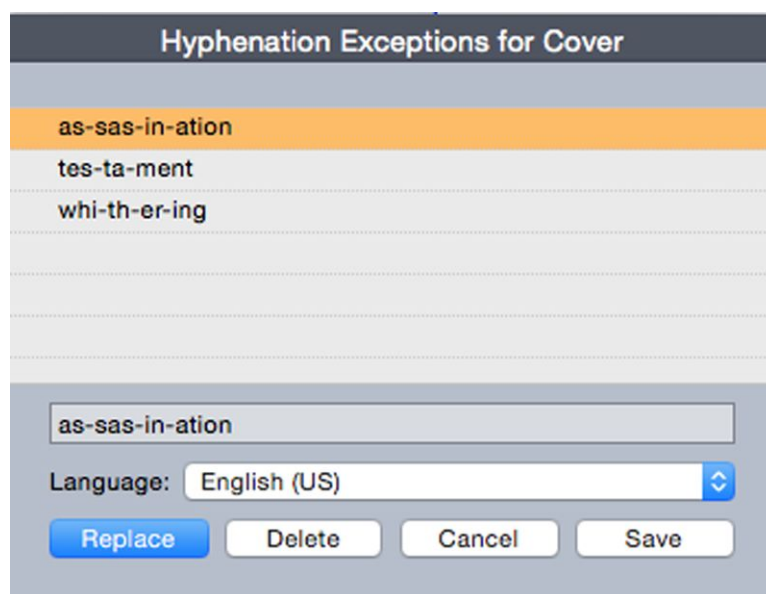 Hyphenation Exceptions for Cover
as-sas-in-ation
tes-ta-ment
whi-th-er-ing
as-sas-in-ation
Language: English (US)
Replace Delete Cancel Save